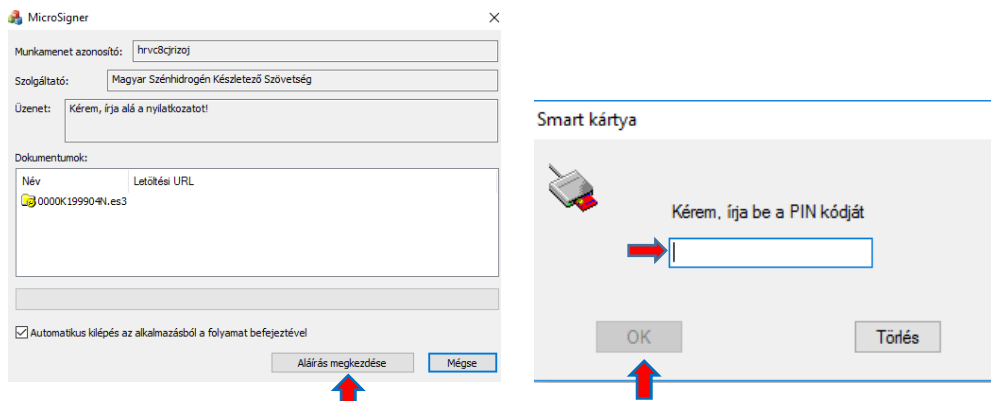 MicroSigner
Munkamenet azonosító: hrvc8cjrizoj
Szolgáltató: Magyar Szénhidrogén Készletező Szövetség
Üzenet: Kérem, írja alá a nyilatkozatot!
Dokumentumok:
Név Letöltési URL
0000K199904N.es3
Automatikus kilépés az alkalmazásból a folyamat befejeztével
Aláírás megkezdése Mégse
Smart kártya
Kérem, írja be a PIN kódját
OK Törlés